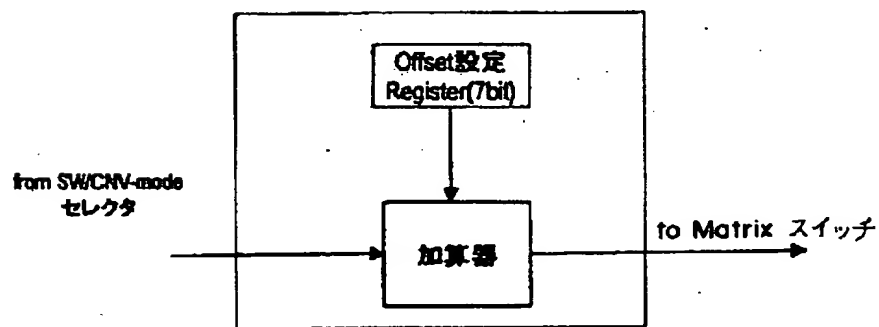 Offset設定
Register(7bit)
from SW/CNV-mode
セレクタ
加算器
to Matrix スイッチ